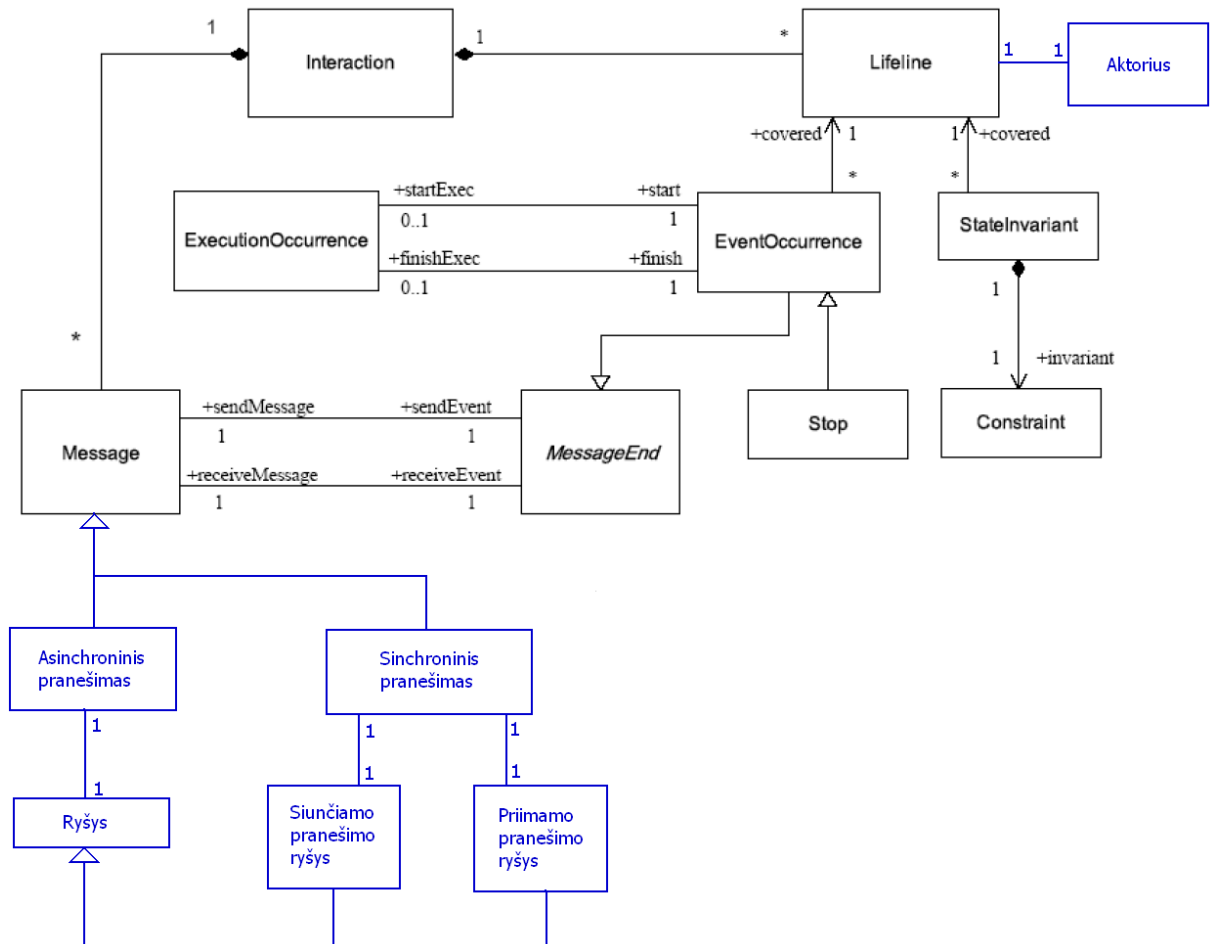 1
Interaction
1
*
Lifeline
1
1
Aktorius
+covered
1
1
+covered
*
*
+startExec
+start
0..1
1
ExecutionOccurrence
EventOccurrence
StateInvariant
+finishExec
+finish
0..1
1
1
*
1
+invariant
+sendMessage
+sendEvent
1
1
Message
MessageEnd
Stop
Constraint
+receiveMessage
+receiveEvent
1
1
Asinchroninis
pranešimas
Sinchroninis
pranešimas
1
1
1
1
1
1
Ryšys
Siunčiamo
pranešimo
ryšys
Priimamo
pranešimo
ryšys